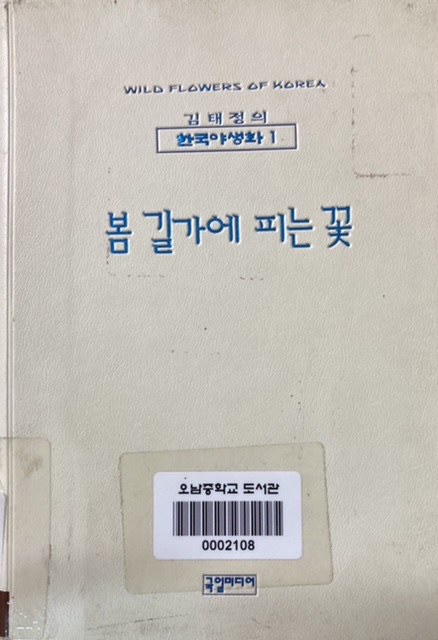 WILD FLOWERS OF KOREA
김태정의
한국야생화 1
봄 길가에 피는 꽃
오남중학교 도서관
0002108
국일미디어